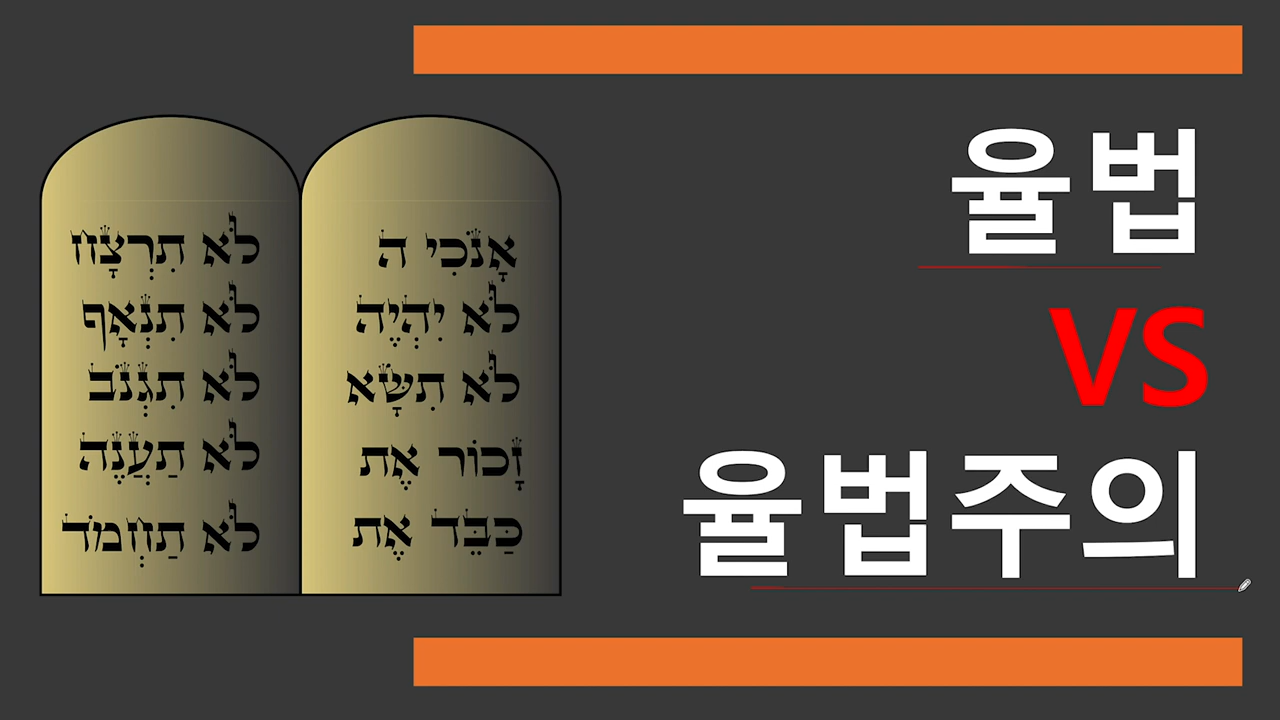 אָנֹכִי ה
לֹא יִהְיֶה
לֹא תִשָּׂא
זָכוֹר אֶת
כַּבֵּד אֶת
לֹא תִרְצָח
לֹא תִנְאָף
לֹא תִגְנֹב
לֹא תַעֲנֶה
לֹא תַחְמֹד
율법
VS
율법주의